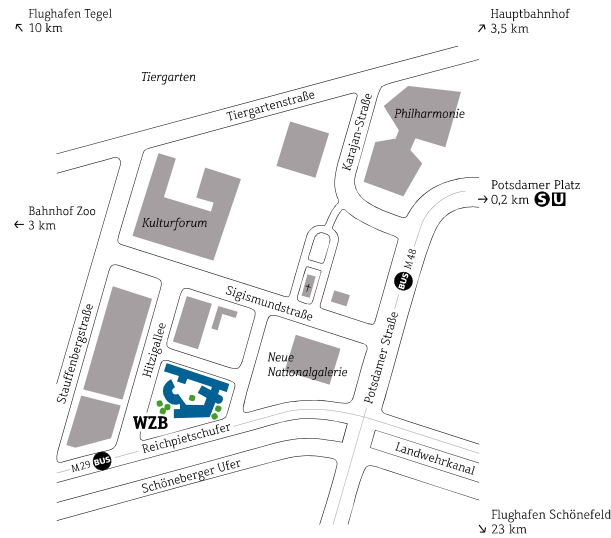 Flughafen Tegel
↖ 10 km
Hauptbahnhof
↗ 3,5 km
Tiergarten
Tiergartenstraße
Karajan-Straße
Philharmonie
Potsdamer Platz
→ 0,2 km S U
Bahnhof Zoo
← 3 km
Kulturforum
BUS M 48
Sigismundstraße
Stauffenbergstraße
Hitzigallee
Potsdamer Straße
Neue
Nationalgalerie
WZB
Reichpietschufer
Landwehrkanal
M 29 BUS
Schöneberger Ufer
Flughafen Schönefeld
↘ 23 km